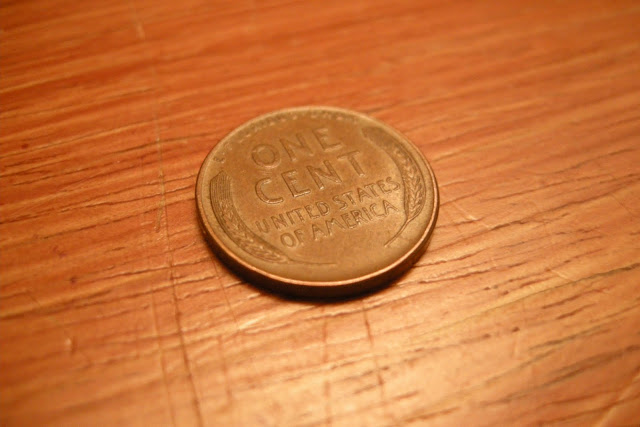 ONE
CENT
UNITED STATES
OF AMERICA